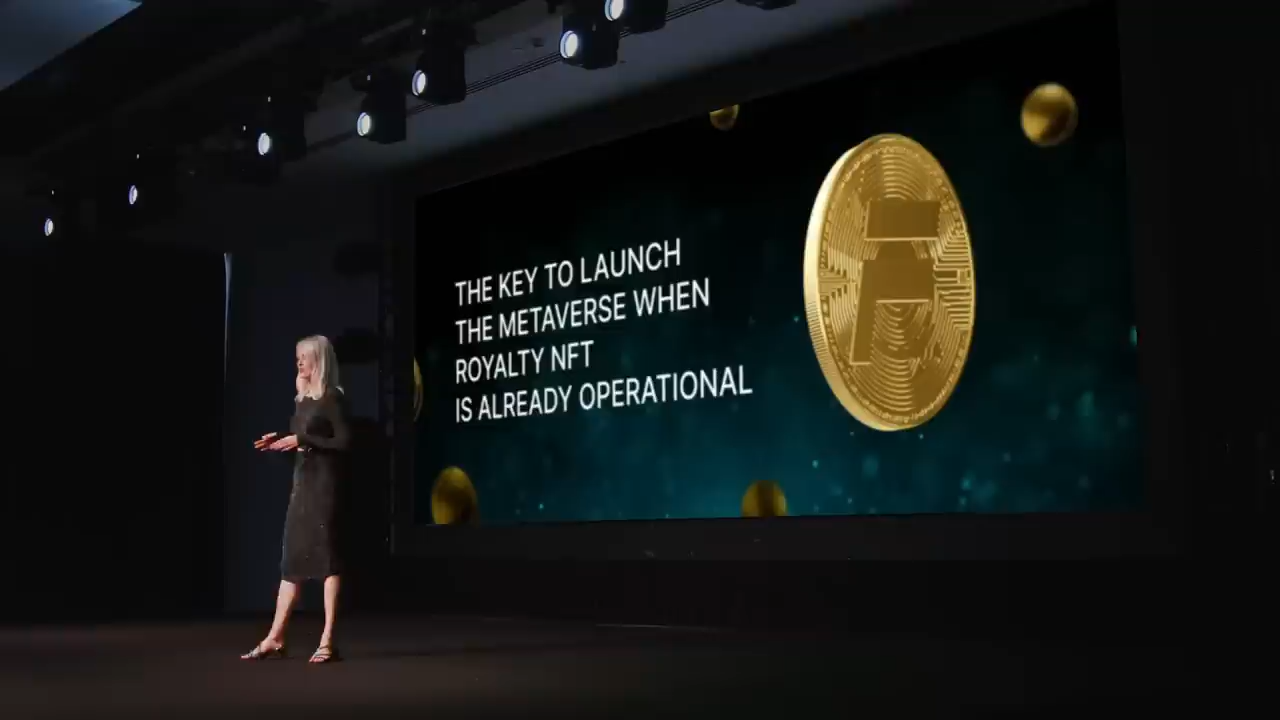 THE KEY TO LAUNCH
THE METAVERSE WHEN
ROYALTY NFT
IS ALREADY OPERATIONAL